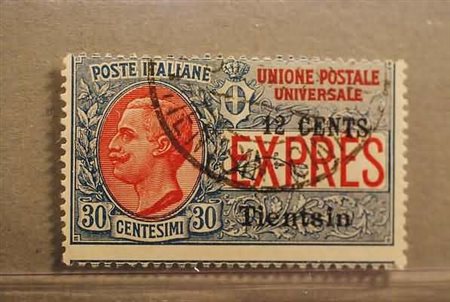 POSTE ITALIANE
UNIONE POSTALE
UNIVERSALE
12 CENTS
EXPRES
Tientsin
30 CENTESIMI 30